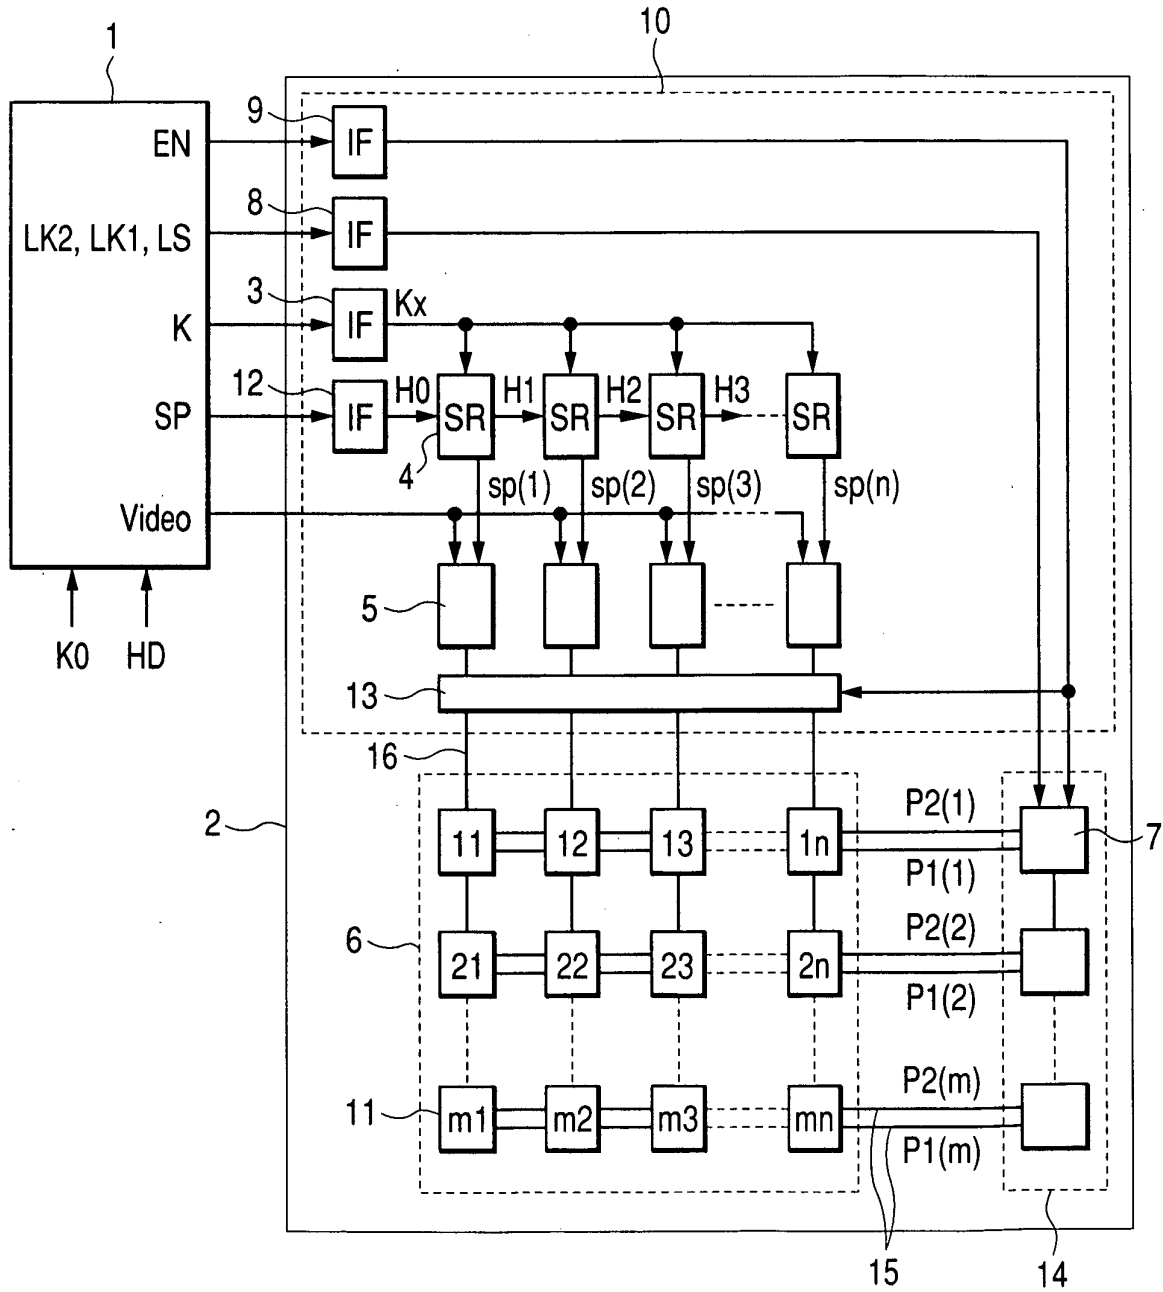 1
10
9
EN
IF
8
LK2, LK1, LS
IF
3
Kx
K
IF
12
H0
H1
H2
H3
SP
IF
SR
SR
SR
SR
4
sp(1)
sp(2)
sp(3)
sp(n)
Video
5
K0
HD
13
16
P2(1)
2
11
12
13
1n
7
P1(1)
6
P2(2)
21
22
23
2n
P1(2)
P2(m)
11
m1
m2
m3
mn
P1(m)
15
14